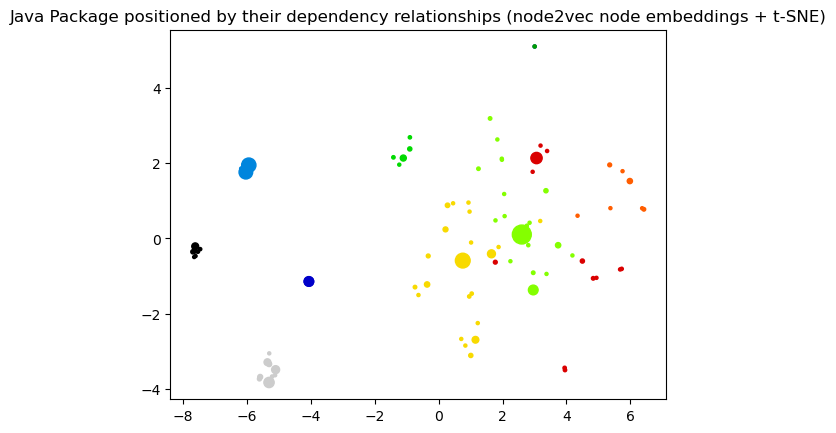 Java Package positioned by their dependency relationships (node2vec node embeddings + t-SNE)
4
2
0
−2
−4
−8 −6 −4 −2 0 2 4 6